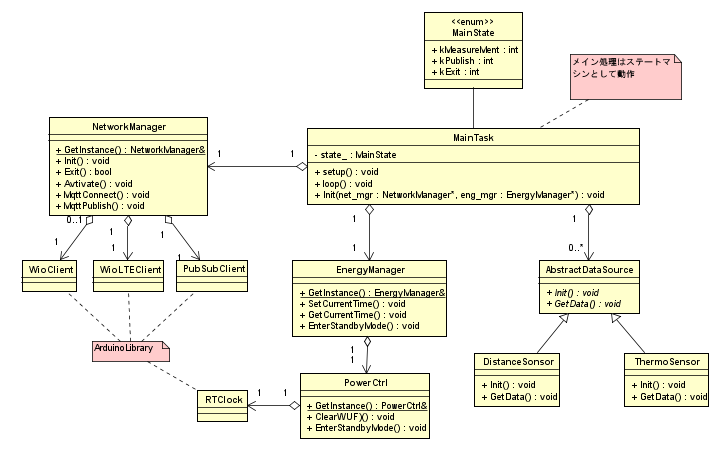 <<enum>>
MainState
+ kMeasureMent : int
+ kPublish : int
+ kExit : int
メイン処理はステートマ
シンとして動作
NetworkManager
+ GetInstance() : NetworkManager&
+ Init() : void
+ Exit() : bool
+ Avtivate() : void
+ MqttConnect() : void
+ MqttPublish() : void
MainTask
- state_ : MainState
+ setup() : void
+ loop() : void
+ Init(net_mgr : NetworkManager*, eng_mgr : EnergyManager*) : void
1
1
0..1
1
1
1
1
1
1
1
1
0..*
WioClient
WioLTEClient
PubSubClient
EnergyManager
+ GetInstance() : EnergyManager&
+ SetCurrentTime() : void
+ GetCurrentTime() : void
+ EnterStandbyMode() : void
AbstractDataSource
+ Init() : void
+ GetData() : void
ArduinoLibrary
1
1
DistanceSonsor
+ Init() : void
+ GetData() : void
ThermoSensor
+ Init() : void
+ GetData() : void
RTClock
1
1
PowerCtrl
+ GetInstance() : PowerCtrl&
+ ClearWUF() : void
+ EnterStandbyMode() : void